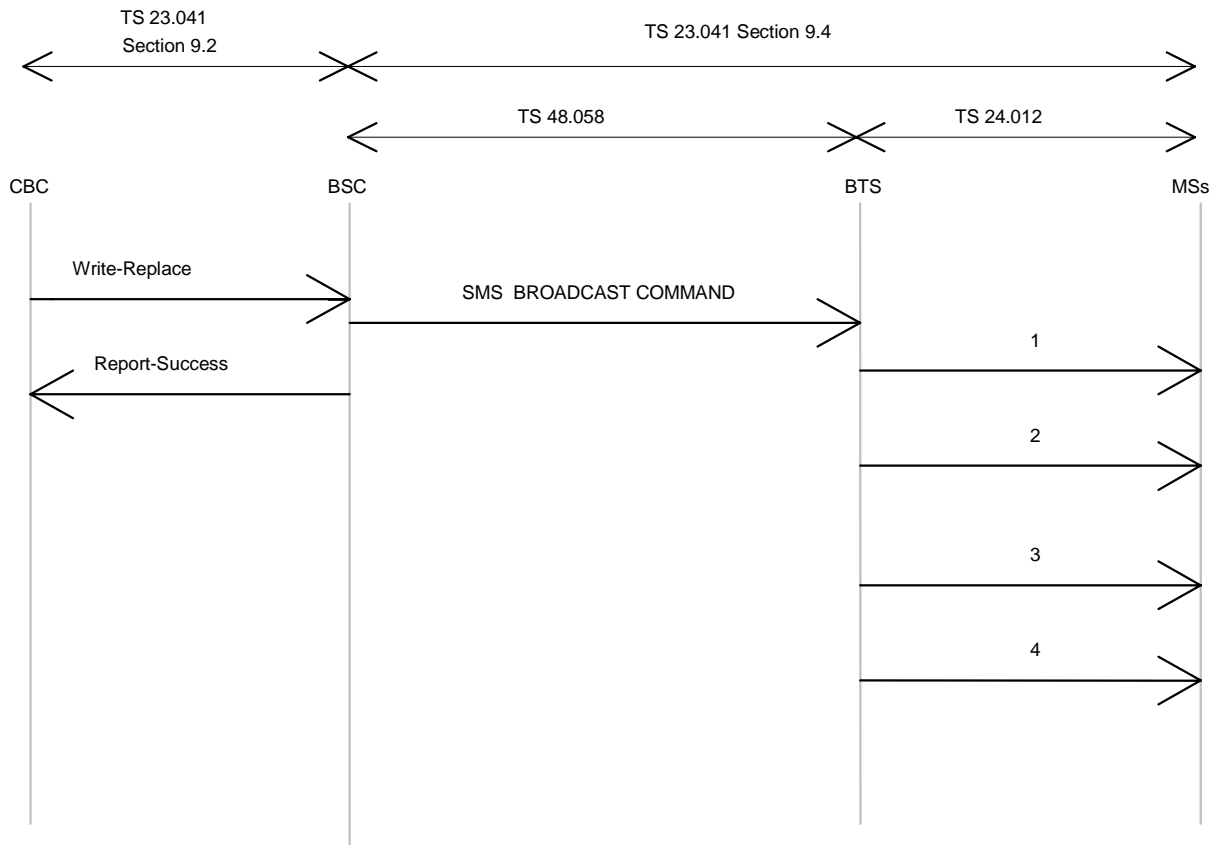 TS 23.041
Section 9.2
TS 23.041 Section 9.4
TS 48.058
TS 24.012
CBC
BSC
BTS
MSs
Write-Replace
SMS BROADCAST COMMAND
1
Report-Success
2
3
4